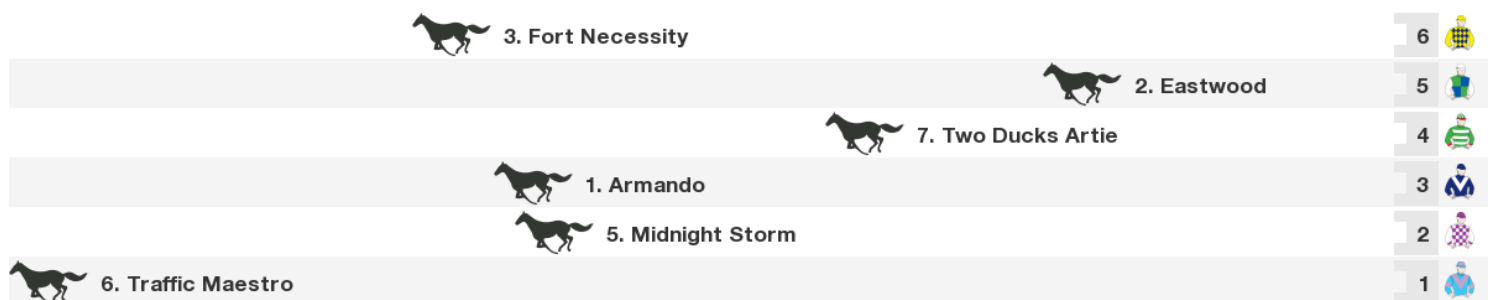 3. Fort Necessity 6
2. Eastwood 5
7. Two Ducks Artie 4
1. Armando 3
5. Midnight Storm 2
6. Traffic Maestro 1